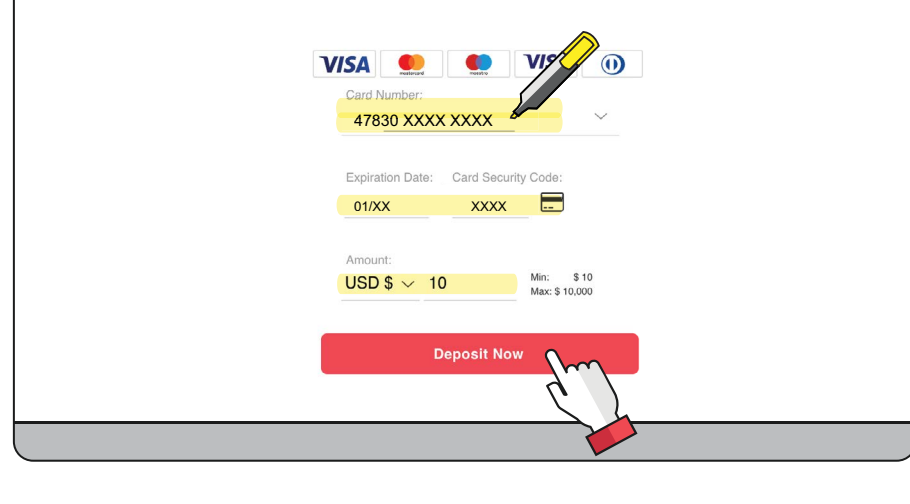 VISA mastercard maestro VIS
Card Number:
47830 XXXX XXXX
Expiration Date: Card Security Code:
01/XX XXXX
Amount:
USD $ 10
Min: $ 10
Max: $ 10,000
Deposit Now